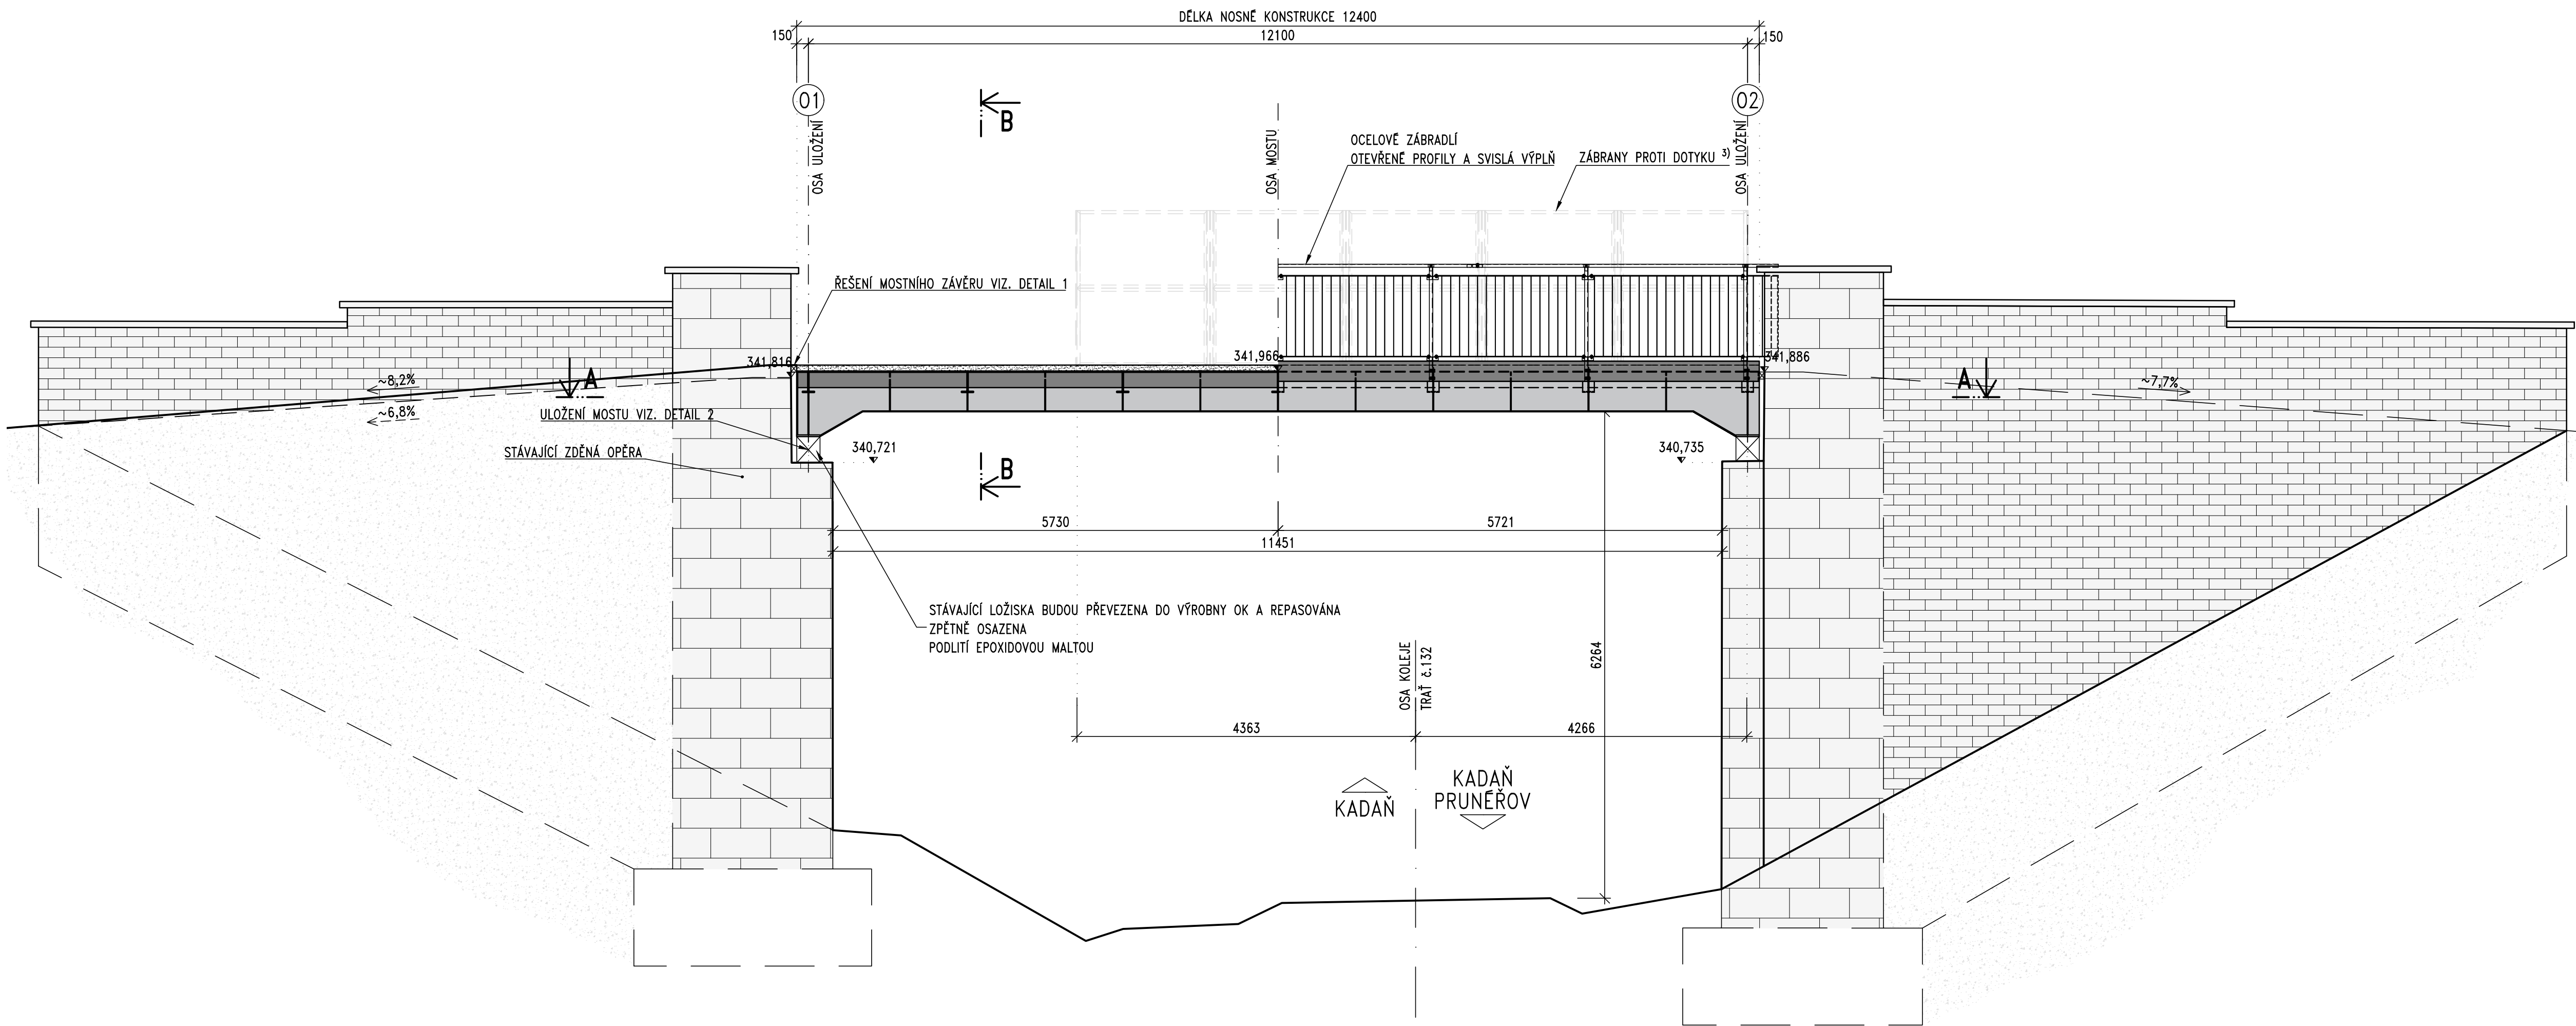 DÉLKA NOSNÉ KONSTRUKCE 12400
150
12100
150
01
02
OSA ULOŽENÍ
B
OSA MOSTU
OSA ULOŽENÍ
OCELOVÉ ZÁBRADLÍ
OTEVŘENÉ PROFILY A SVISLÁ VÝPLŇ
ZÁBRANY PROTI DOTYKU 3)
ŘEŠENÍ MOSTNÍHO ZÁVĚRU VIZ. DETAIL 1
341,816
341,966
341,886
~8,2%
A
~6,8%
A
~7,7%
ULOŽENÍ MOSTU VIZ. DETAIL 2
STÁVAJÍCÍ ZDĚNÁ OPĚRA
340,721
340,735
B
5730
5721
11451
STÁVAJÍCÍ LOŽISKA BUDOU PŘEVEZENA DO VÝROBNY OK A REPASOVÁNA
ZPĚTNĚ OSAZENA
PODLITÍ EPOXIDOVOU MALTOU
OSA KOLEJE
TRAŤ č.132
6264
4363
4266
KADAŇ
KADAŇ
PRUNÉŘOV